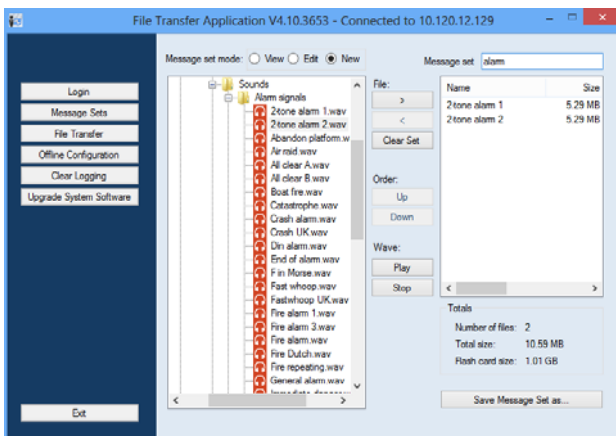 File Transfer Application V4.10.3653 - Connected to 10.120.12.129
Message set mode: View Edit New
Message set alarm
Login
Message Sets
File Transfer
Offline Configuration
Clear Logging
Upgrade System Software
Exit
Sounds
Alarm signals
2-tone alarm 1.wav
2-tone alarm 2.wav
Abandon platform.w
Air raid.wav
All clear A.wav
All clear B.wav
Boat fire.wav
Catastrophe.wav
Crash alarm.wav
Crash UK.wav
Din alarm.wav
End of alarm.wav
F in Morse.wav
Fast whoop.wav
Fastwhoop UK.wav
Fire alarm 1.wav
Fire alarm 3.wav
Fire alarm.wav
Fire Dutch.wav
Fire repeating.wav
General alarm.wav
File:
>
<
Clear Set
Order:
Up
Down
Wave:
Play
Stop
Name Size
2-tone alarm 1 5.29 MB
2-tone alarm 2 5.29 MB
Totals
Number of files: 2
Total size: 10.59 MB
Flash card size: 1.01 GB
Save Message Set as...